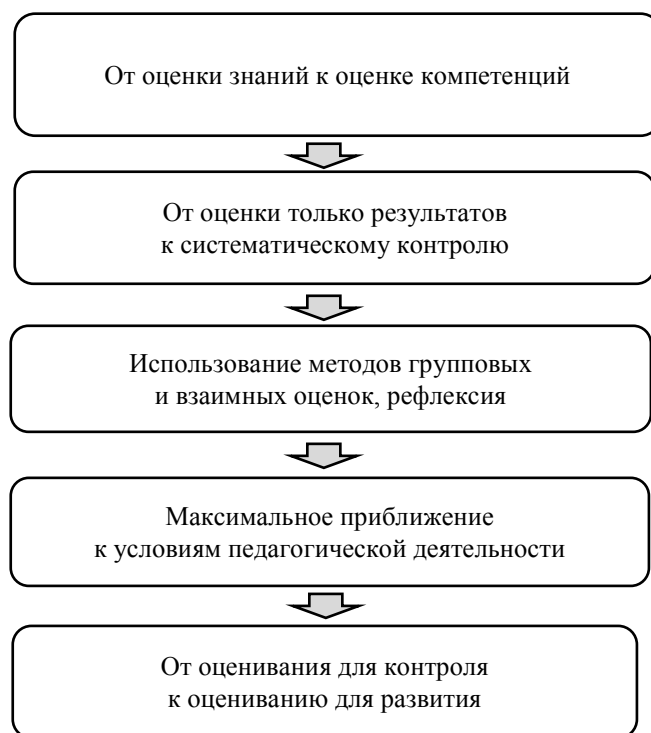 От оценки знаний к оценке компетенций
От оценки только результатов
к систематическому контролю
Использование методов групповых
и взаимных оценок, рефлексия
Максимальное приближение
к условиям педагогической деятельности
От оценивания для контроля
к оцениванию для развития